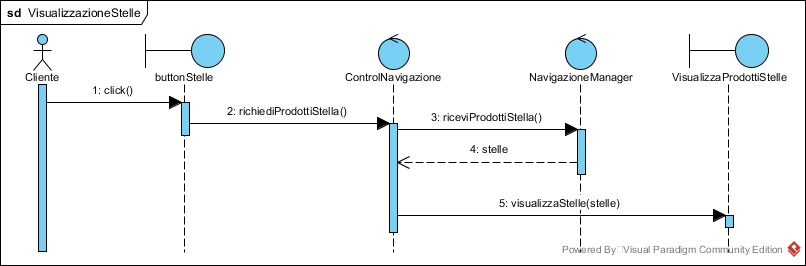 sd VisualizzazioneStelle
Cliente
buttonStelle
ControlNavigazione
NavigazioneManager
VisualizzaProdottiStelle
1: click()
2: richiediProdottiStella()
3: riceviProdottiStella()
4: stelle
5: visualizzaStelle(stelle)
Powered By Visual Paradigm Community Edition